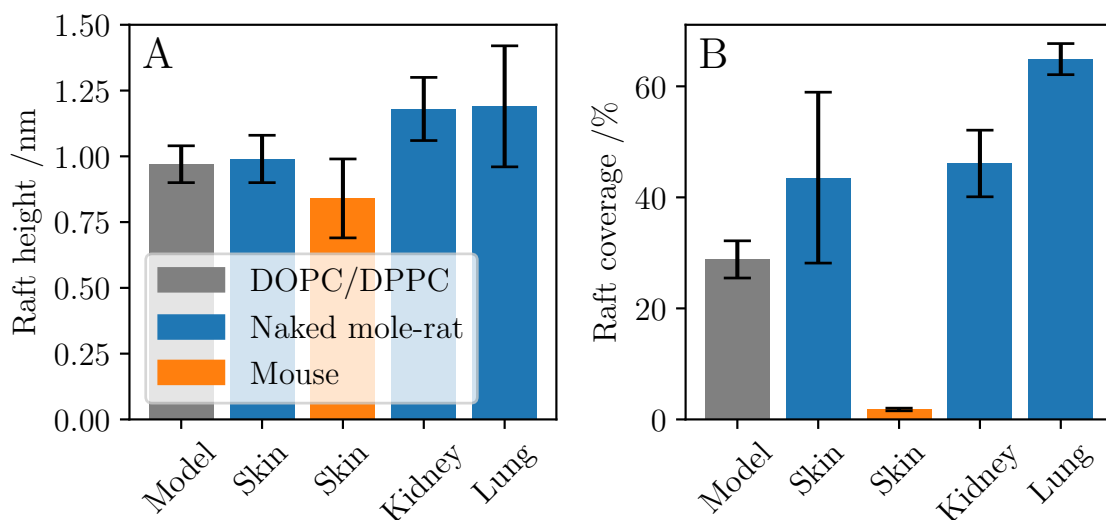 A
Raft height /nm
1.50
1.25
1.00
0.75
0.50
0.25
0.00
DOPC/DPPC
Naked mole-rat
Mouse
Model
Skin
Skin
Kidney
Lung
B
Raft coverage /%
60
40
20
0
Model
Skin
Skin
Kidney
Lung